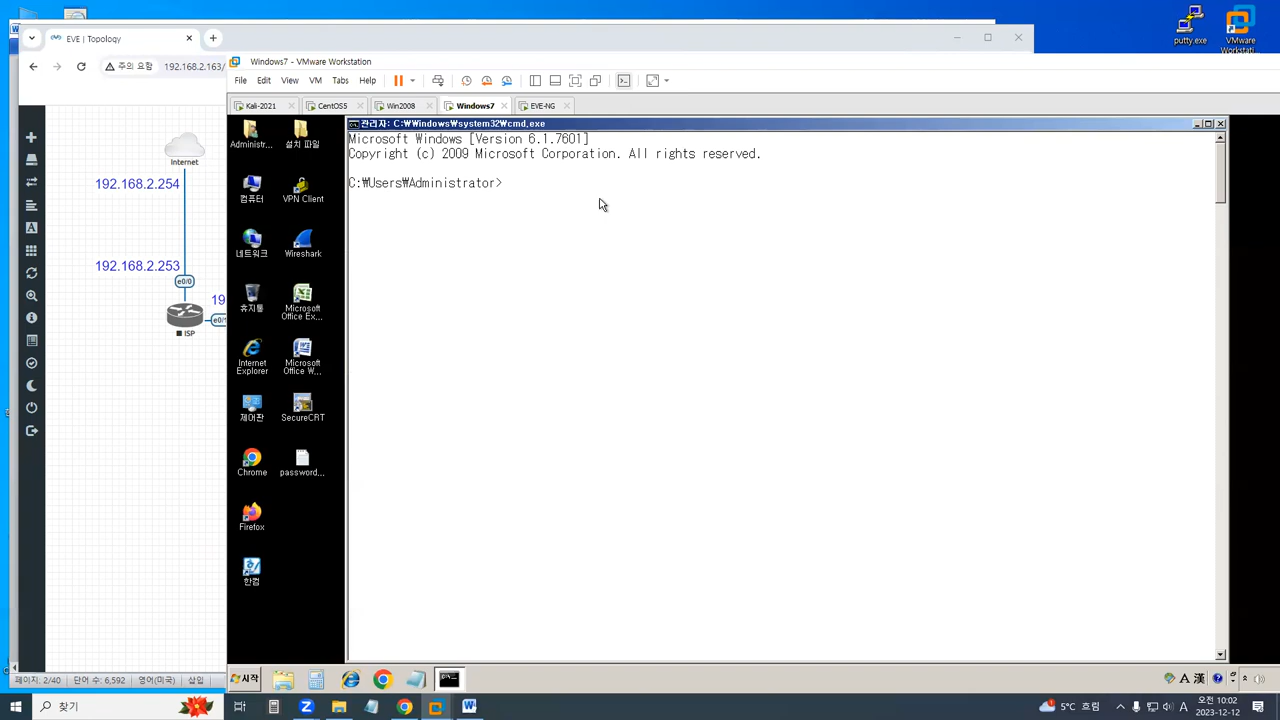 putty.exe
VMware
Workstati...
EVE | Topology
주의 요함
192.168.2.163/
Windows7 - VMware Workstation
File Edit View VM Tabs Help
Kali-2021
CentOS5
Win2008
Windows7
EVE-NG
Internet
192.168.2.254
192.168.2.253
e0/0
19
e0/1
ISP
Administr...
설치 파일
컴퓨터
VPN Client
네트워크
Wireshark
휴지통
Microsoft
Office Ex...
Internet
Explorer
Microsoft
Office W...
제어판
SecureCRT
Chrome
password...
Firefox
한컴
관리자: C:₩Windows₩system32₩cmd.exe
Microsoft Windows [Version 6.1.7601]
Copyright (c) 2009 Microsoft Corporation. All rights reserved.
C:₩Users₩Administrator>
시작
A 漢
페이지: 2/40
단어 수: 6,592
영어(미국)
삽입
찾기
5°C 흐림
A
오전 10:02
2023-12-12